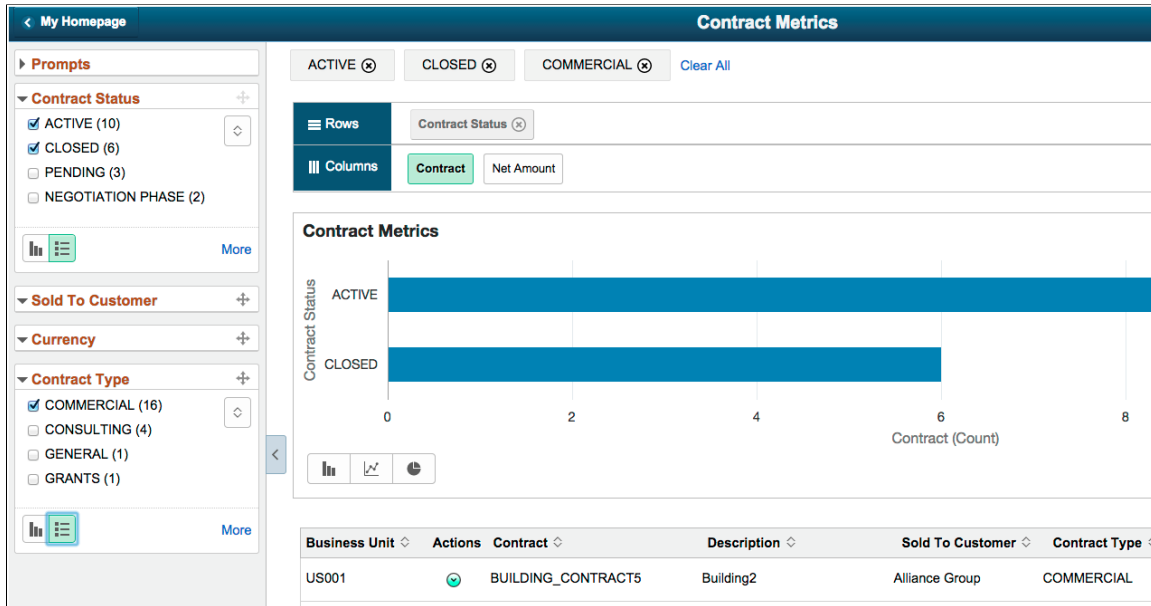 My Homepage
Contract Metrics
Prompts
Contract Status
ACTIVE (10)
CLOSED (6)
PENDING (3)
NEGOTIATION PHASE (2)
More
Sold To Customer
Currency
Contract Type
COMMERCIAL (16)
CONSULTING (4)
GENERAL (1)
GRANTS (1)
More
ACTIVE CLOSED COMMERCIAL Clear All
Rows Contract Status
Columns Contract Net Amount
Contract Metrics
Contract Status
ACTIVE
CLOSED
0 2 4 6 8
Contract (Count)
Business Unit Actions Contract Description Sold To Customer Contract Type
US001 BUILDING_CONTRACT5 Building2 Alliance Group COMMERCIAL